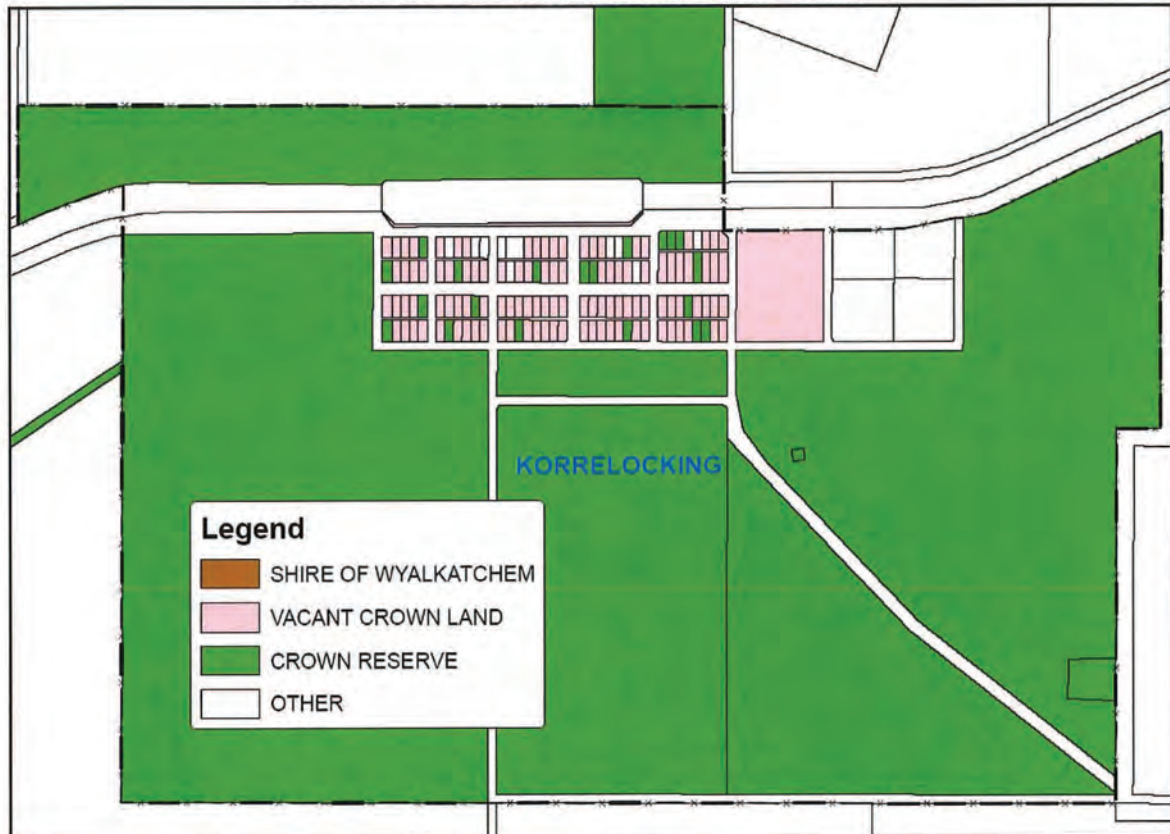 KORRELOCKING
Legend
SHIRE OF WYALKATCHEM
VACANT CROWN LAND
CROWN RESERVE
OTHER